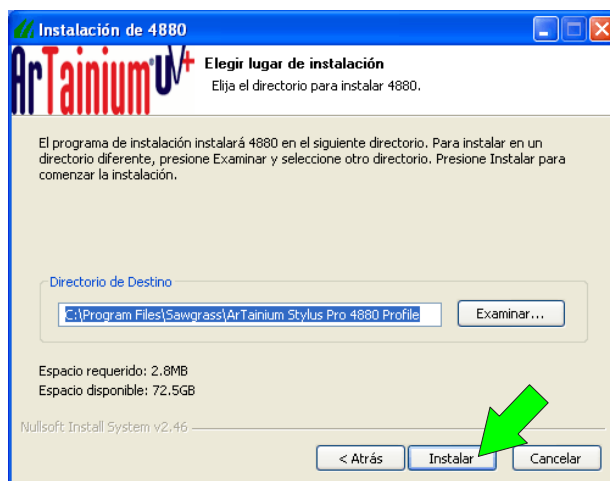 Instalación de 4880
ArTainium UV+
Elegir lugar de instalación
Elija el directorio para instalar 4880.
El programa de instalación instalará 4880 en el siguiente directorio. Para instalar en un
directorio diferente, presione Examinar y seleccione otro directorio. Presione Instalar para
comenzar la instalación.
Directorio de Destino
C:\Program Files\Sawgrass\ArTainium Stylus Pro 4880 Profile
Examinar...
Espacio requerido: 2.8MB
Espacio disponible: 72.5GB
Nullsoft Install System v2.46
< Atrás
Instalar
Cancelar